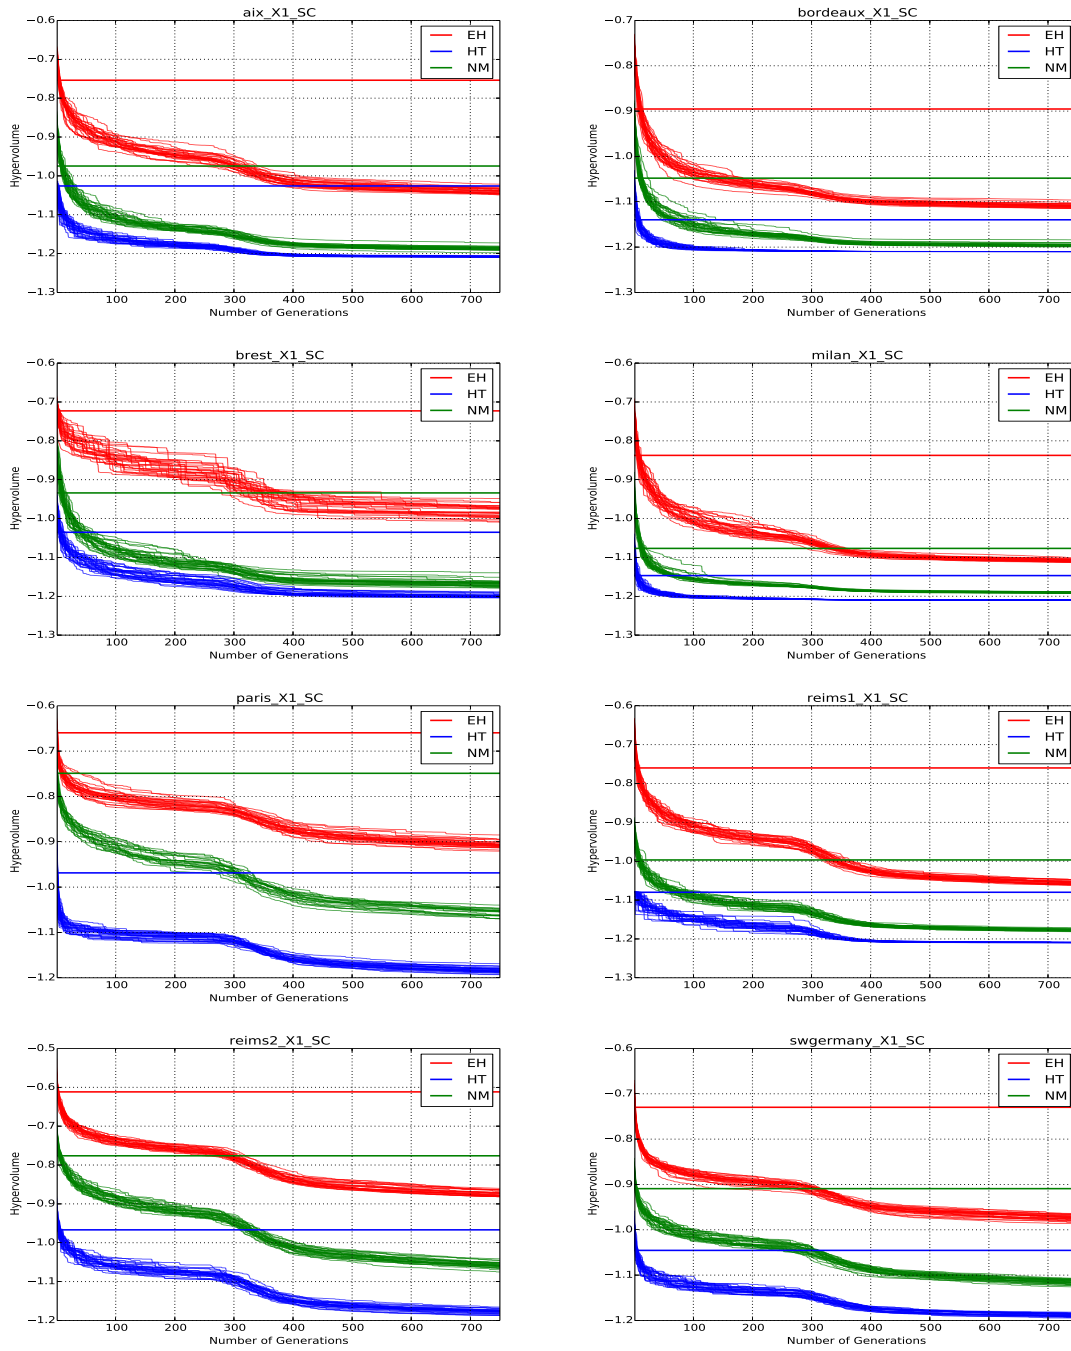 aix_X1_SC
−0.6
−0.7
−0.8
−0.9
−1.0
−1.1
−1.2
−1.3
Hypervolume
EH
HT
NM
100 200 300 400 500 600 700
Number of Generations
bordeaux_X1_SC
−0.7
−0.8
−0.9
−1.0
−1.1
−1.2
−1.3
Hypervolume
EH
HT
NM
100 200 300 400 500 600 700
Number of Generations
brest_X1_SC
−0.6
−0.7
−0.8
−0.9
−1.0
−1.1
−1.2
−1.3
Hypervolume
EH
HT
NM
100 200 300 400 500 600 700
Number of Generations
milan_X1_SC
−0.6
−0.7
−0.8
−0.9
−1.0
−1.1
−1.2
−1.3
Hypervolume
EH
HT
NM
100 200 300 400 500 600 700
Number of Generations
paris_X1_SC
−0.6
−0.7
−0.8
−0.9
−1.0
−1.1
−1.2
Hypervolume
EH
HT
NM
100 200 300 400 500 600 700
Number of Generations
reims1_X1_SC
−0.6
−0.7
−0.8
−0.9
−1.0
−1.1
−1.2
−1.3
Hypervolume
EH
HT
NM
100 200 300 400 500 600 700
Number of Generations
reims2_X1_SC
−0.5
−0.6
−0.7
−0.8
−0.9
−1.0
−1.1
−1.2
Hypervolume
EH
HT
NM
100 200 300 400 500 600 700
Number of Generations
swgermany_X1_SC
−0.6
−0.7
−0.8
−0.9
−1.0
−1.1
−1.2
Hypervolume
EH
HT
NM
100 200 300 400 500 600 700
Number of Generations